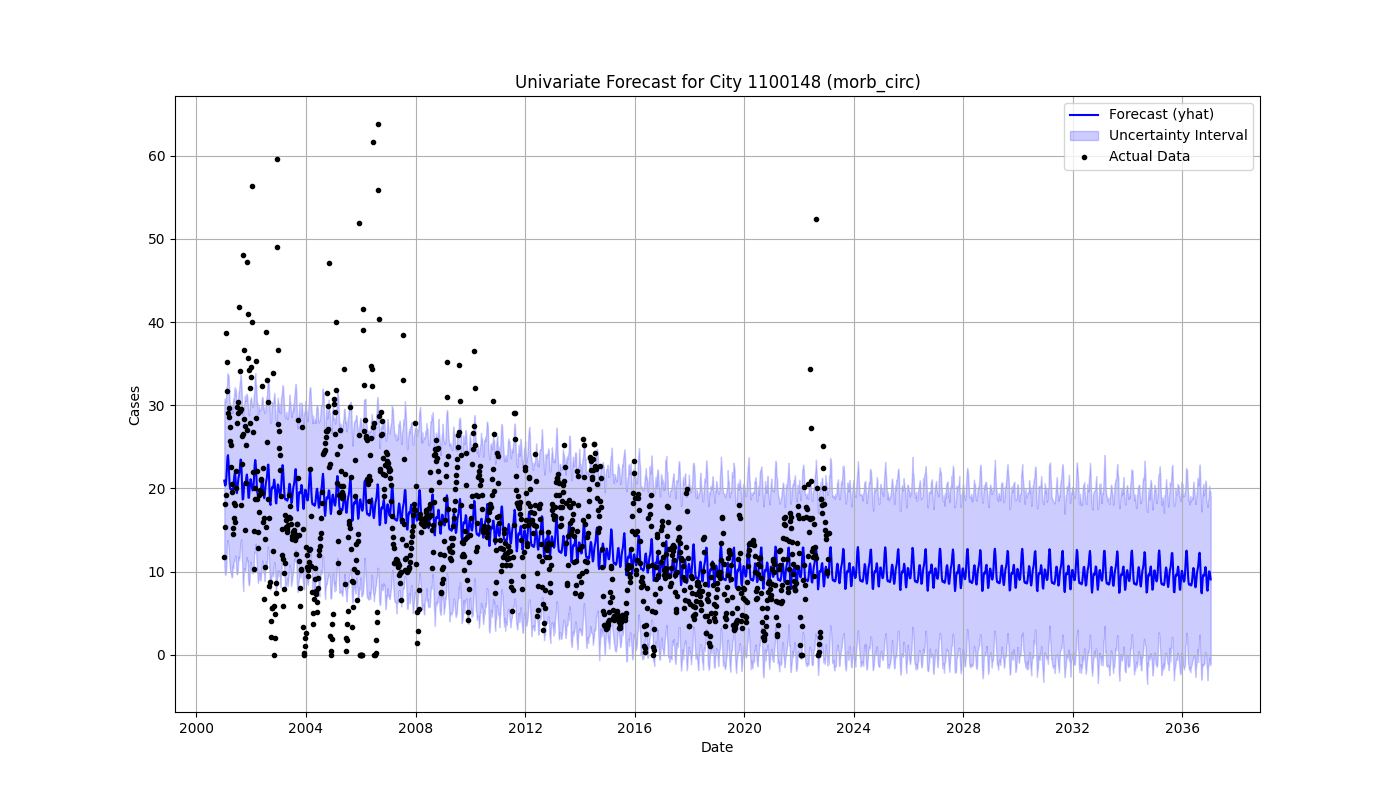 Univariate Forecast for City 1100148 (morb_circ)
Forecast (yhat)
Uncertainty Interval
Actual Data
Cases
60
50
40
30
20
10
0
2000 2004 2008 2012 2016 2020 2024 2028 2032 2036
Date